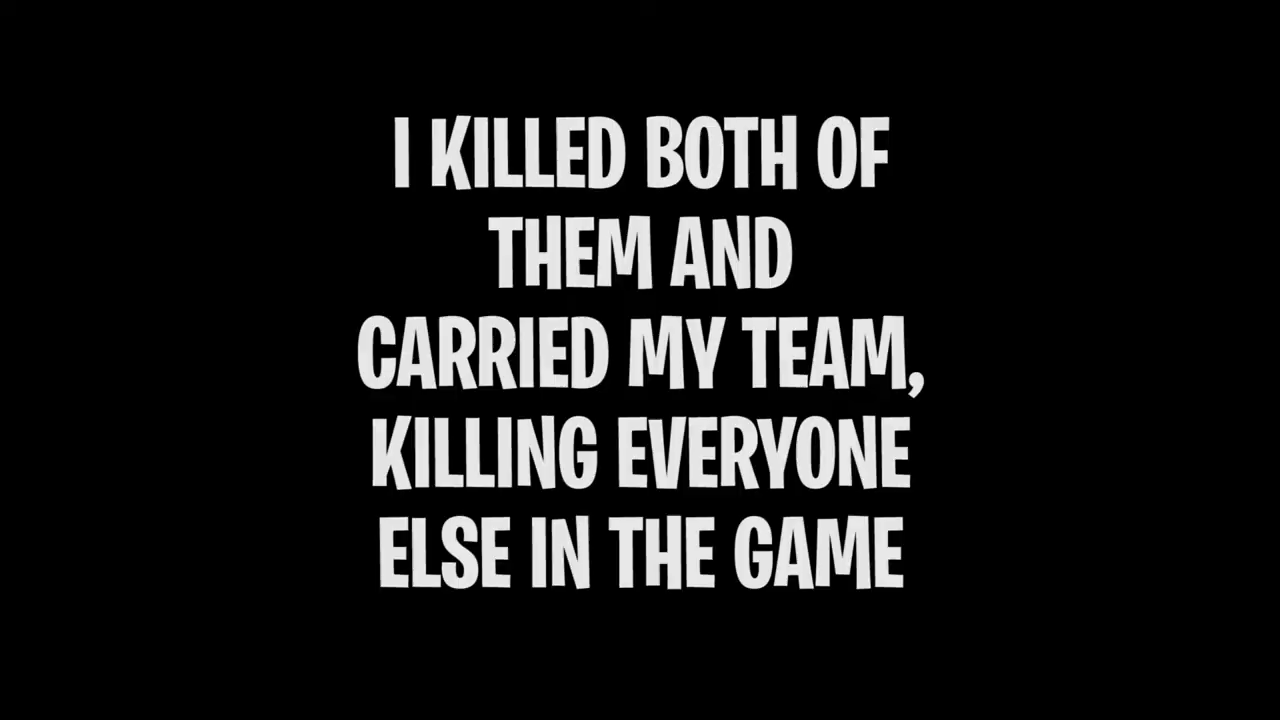 I KILLED BOTH OF
THEM AND
CARRIED MY TEAM,
KILLING EVERYONE
ELSE IN THE GAME